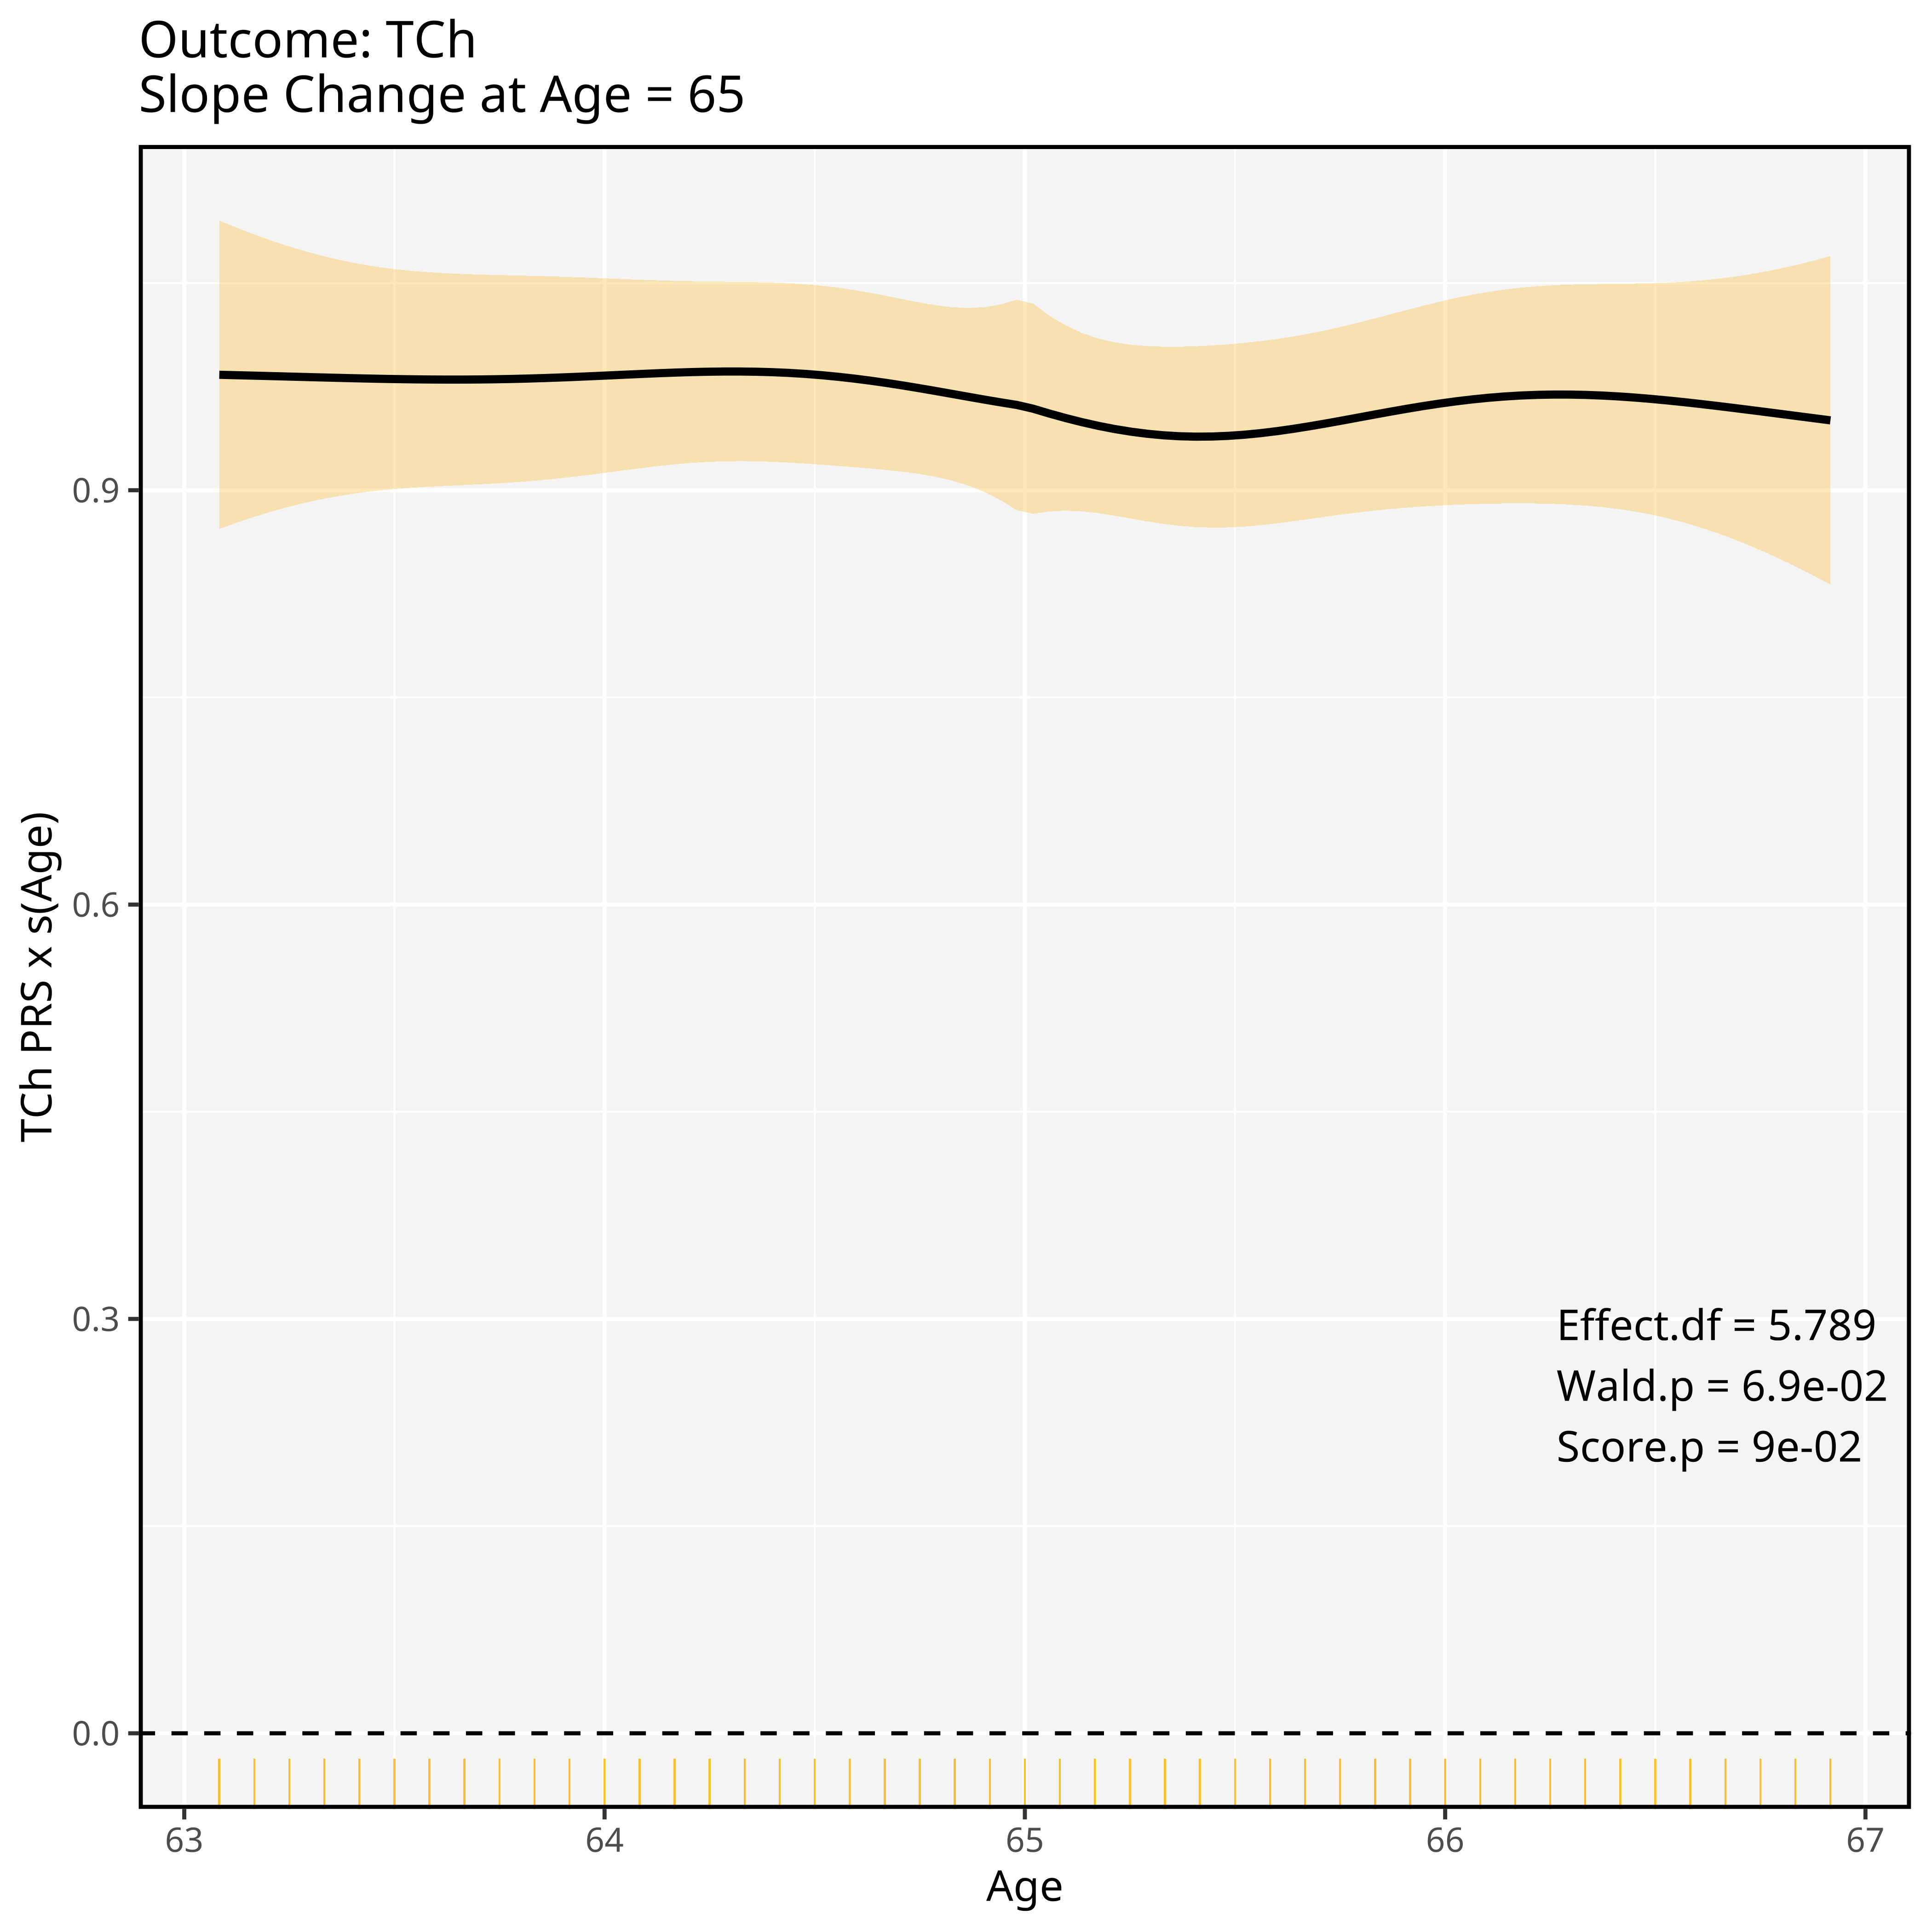 Outcome: TCh
Slope Change at Age = 65
TCh PRS x s(Age)
0.9
0.6
0.3
0.0
Effect.df = 5.789
Wald.p = 6.9e-02
Score.p = 9e-02
63
64
65
66
67
Age